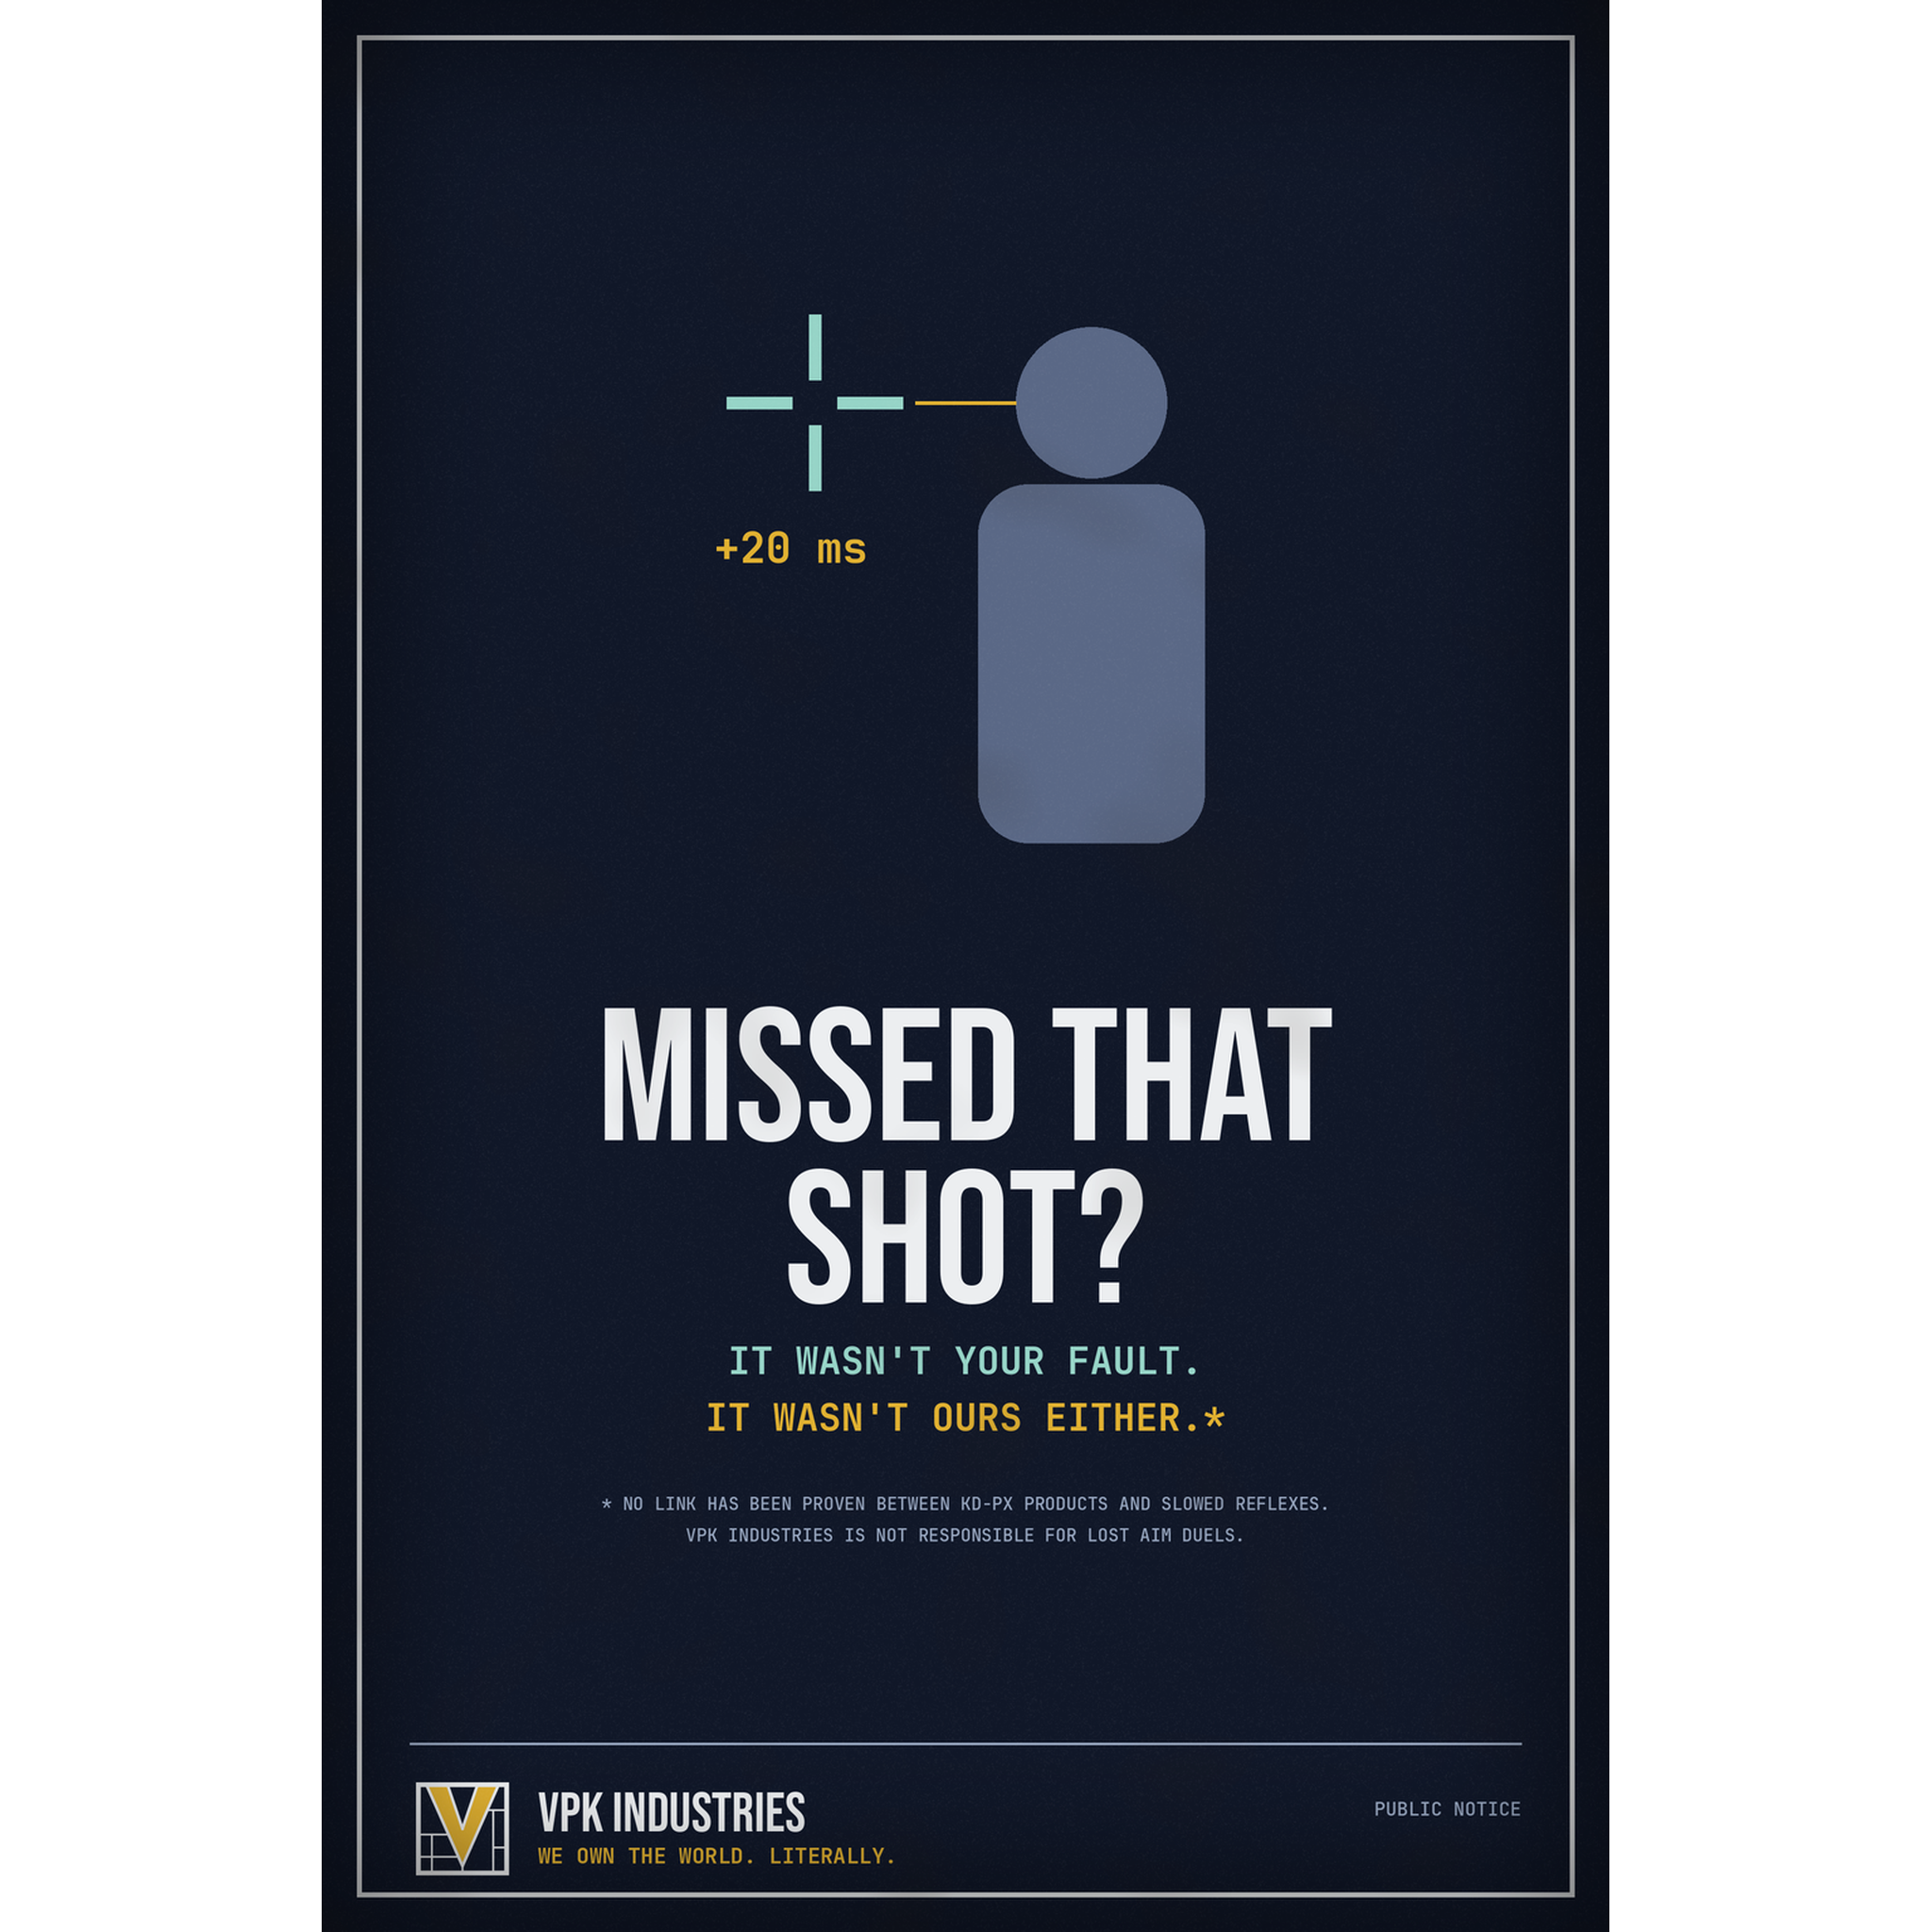 +20 ms
MISSED THAT
SHOT?
IT WASN'T YOUR FAULT.
IT WASN'T OURS EITHER.*
* NO LINK HAS BEEN PROVEN BETWEEN KD-PX PRODUCTS AND SLOWED REFLEXES.
VPK INDUSTRIES IS NOT RESPONSIBLE FOR LOST AIM DUELS.
V
VPK INDUSTRIES
WE OWN THE WORLD. LITERALLY.
PUBLIC NOTICE